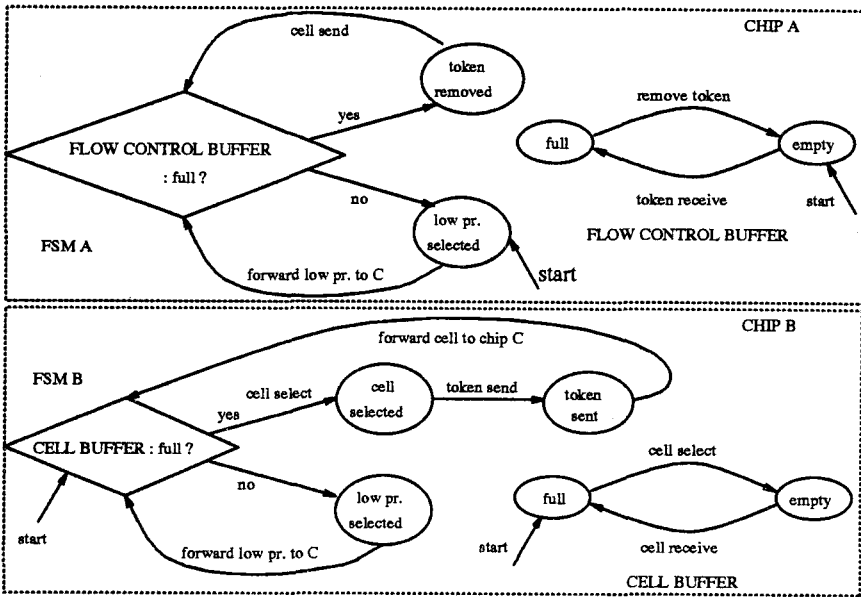 CHIP A
cell send
token
removed
yes
FLOW CONTROL BUFFER
: full ?
no
low pr.
selected
FSM A
forward low pr. to C
start
remove token
full
empty
token receive
start
FLOW CONTROL BUFFER
CHIP B
forward cell to chip C
FSM B
cell select
yes
cell
selected
token send
token
sent
CELL BUFFER : full ?
no
low pr.
selected
start
forward low pr. to C
cell select
full
empty
cell receive
start
CELL BUFFER